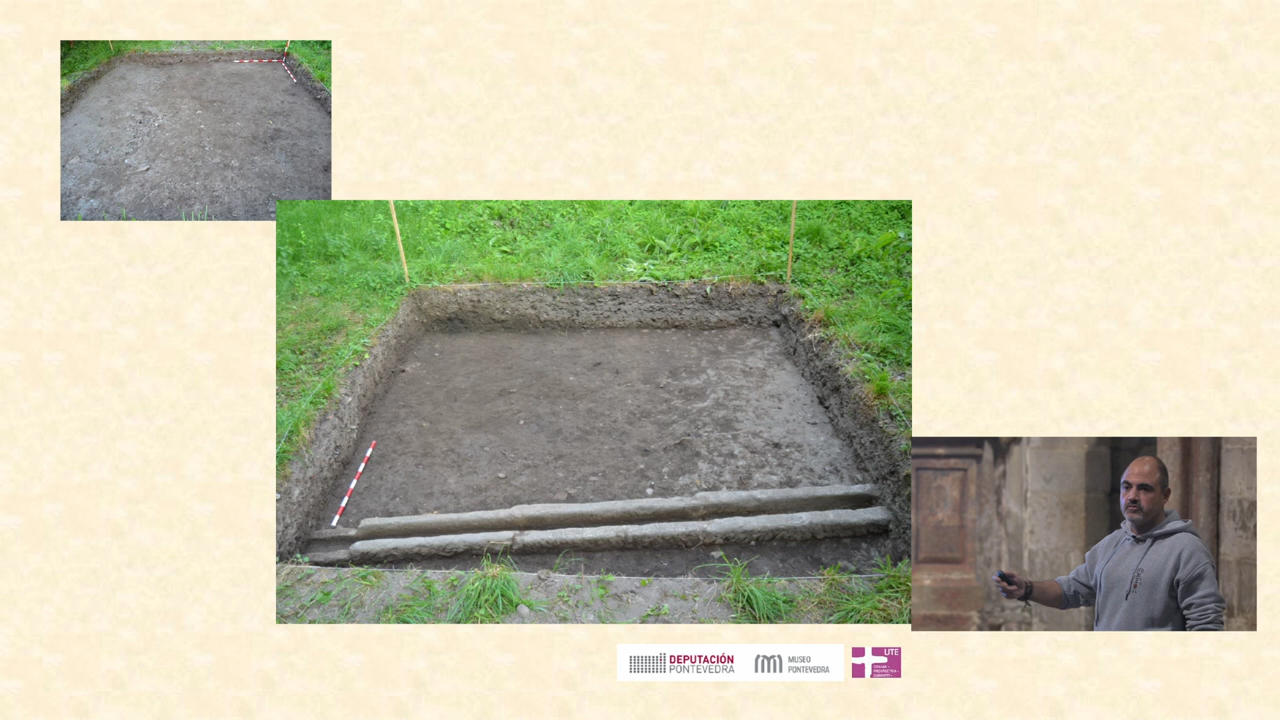 DEPUTACIÓN
PONTEVEDRA
MUSEO
PONTEVEDRA
UTE